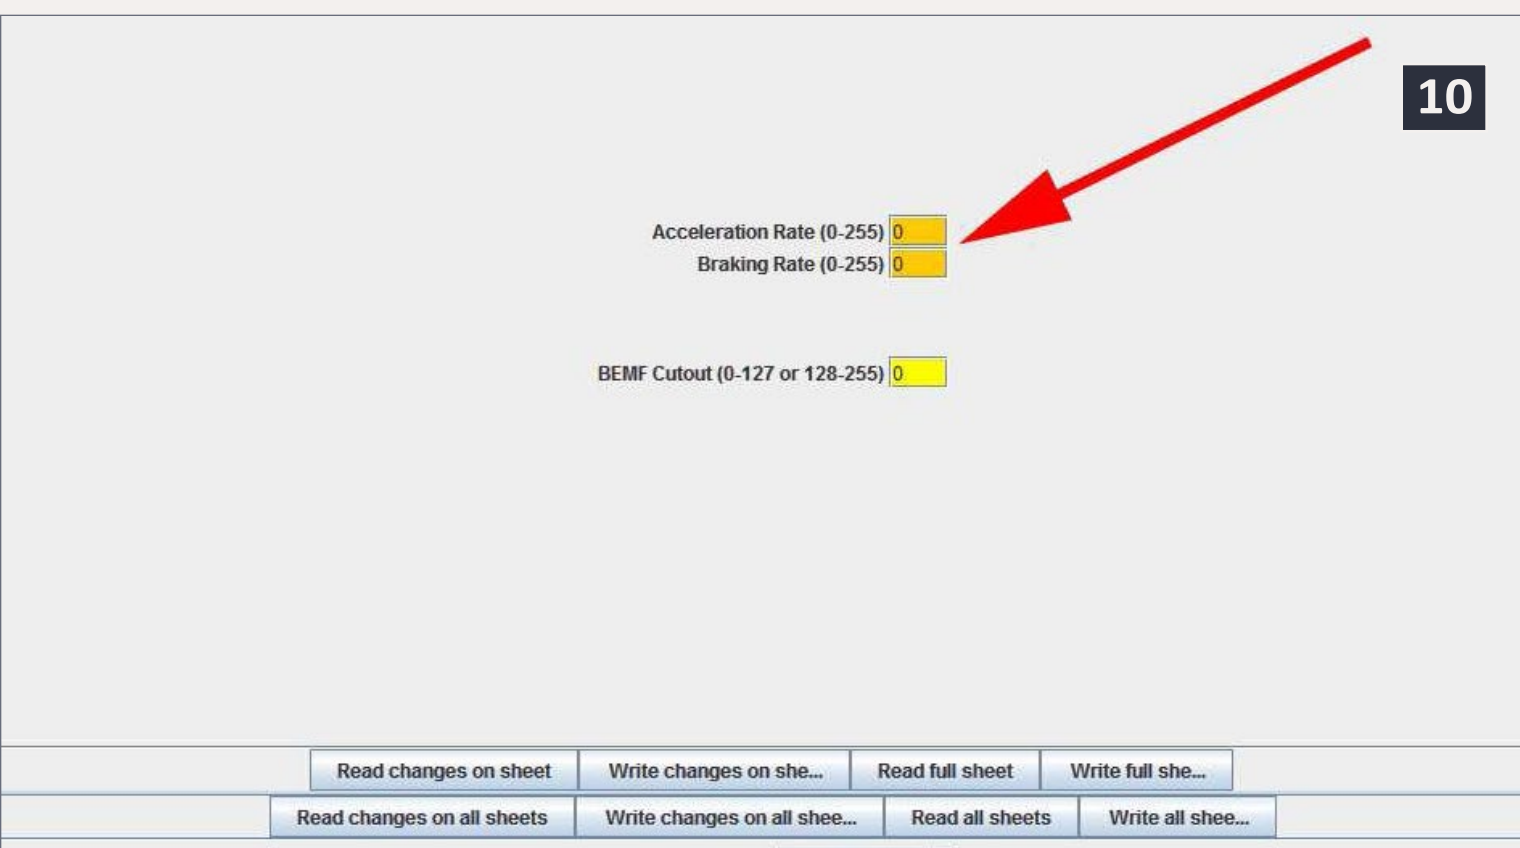 10
Acceleration Rate (0-255) 0
Braking Rate (0-255) 0
BEMF Cutout (0-127 or 128-255) 0
Read changes on sheet Write changes on she... Read full sheet Write full she...
Read changes on all sheets Write changes on all shee... Read all sheets Write all shee...